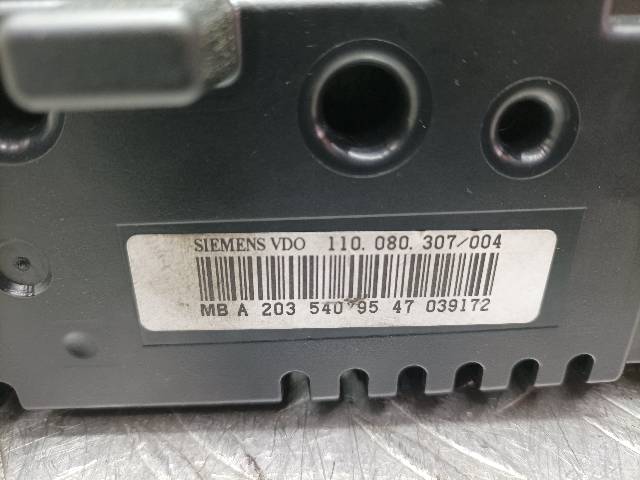 SIEMENS VDO 110. 080. 307/004
MB A 203 540 95 47 039172